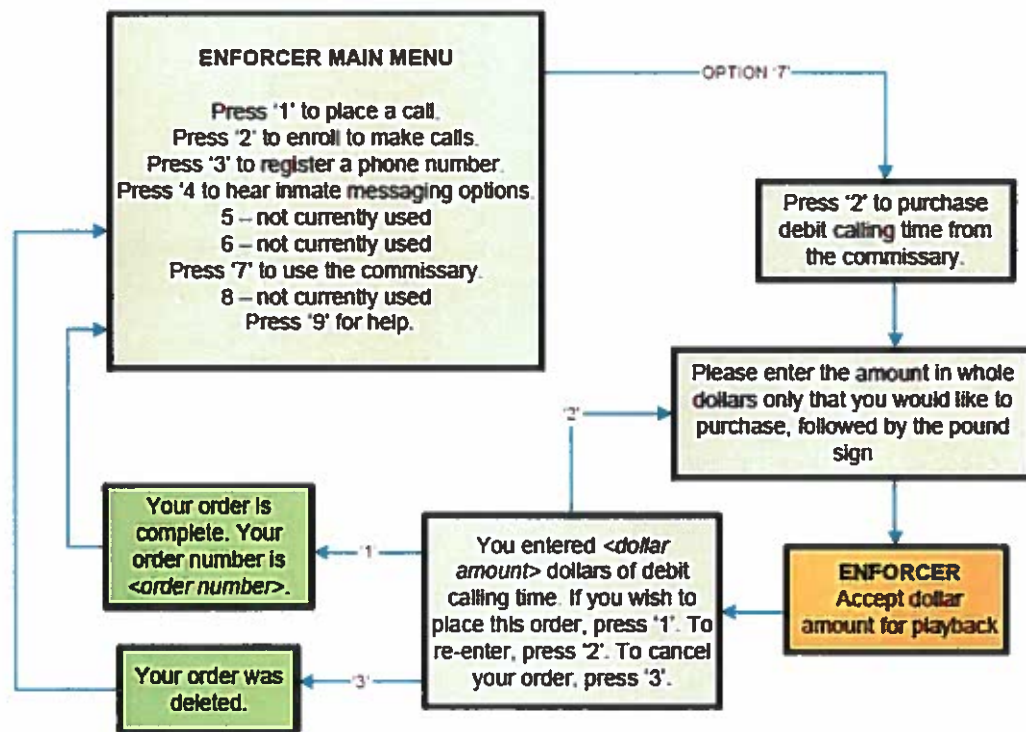 ENFORCER MAIN MENU
Press '1' to place a call.
Press '2' to enroll to make calls.
Press '3' to register a phone number.
Press '4 to hear inmate messaging options.
5 – not currently used
6 – not currently used
Press '7' to use the commissary.
8 – not currently used
Press '9' for help.
OPTION '7'
Press '2' to purchase
debit calling time from
the commissary.
Please enter the amount in whole
dollars only that you would like to
purchase, followed by the pound
sign
ENFORCER
Accept dollar
amount for playback
You entered <dollar
amount> dollars of debit
calling time. If you wish to
place this order, press '1'. To
re-enter, press '2'. To cancel
your order, press '3'.
'2'
'1'
Your order is
complete. Your
order number is
<order number>.
'3'
Your order was
deleted.